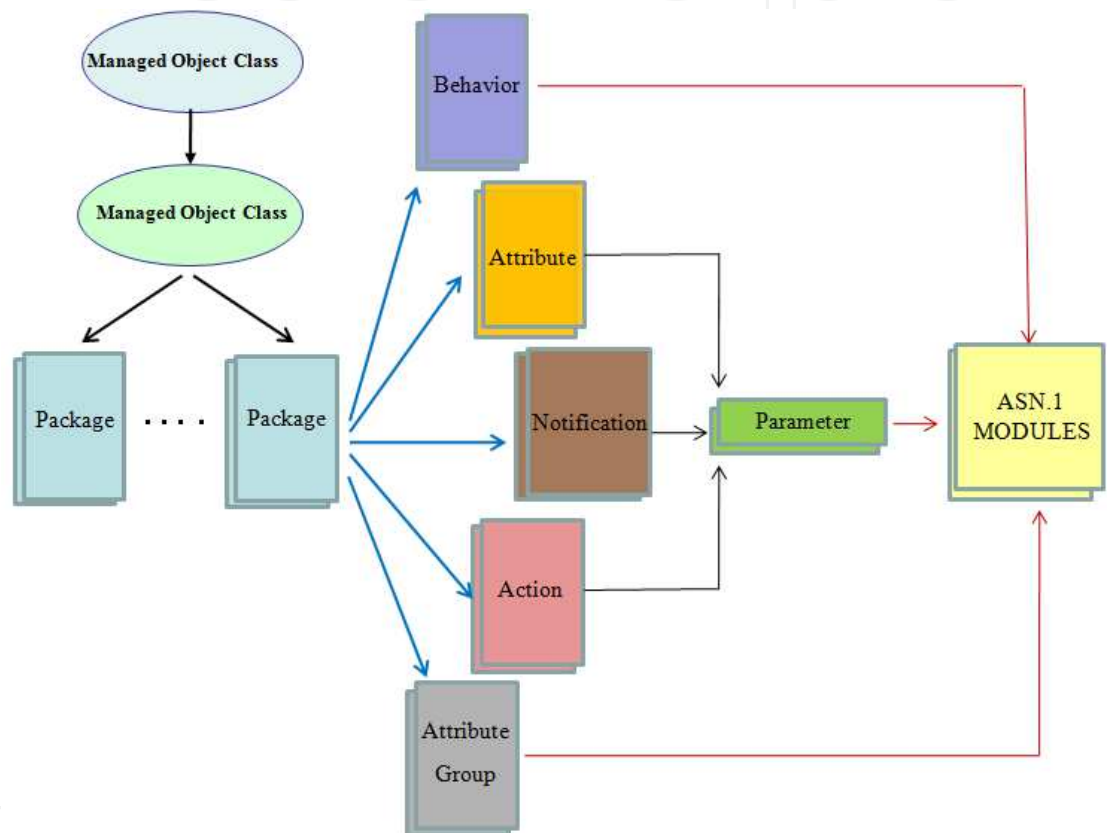 Managed Object Class
Managed Object Class
Package
. . . .
Package
Behavior
Attribute
Notification
Action
Attribute
Group
Parameter
ASN.1
MODULES